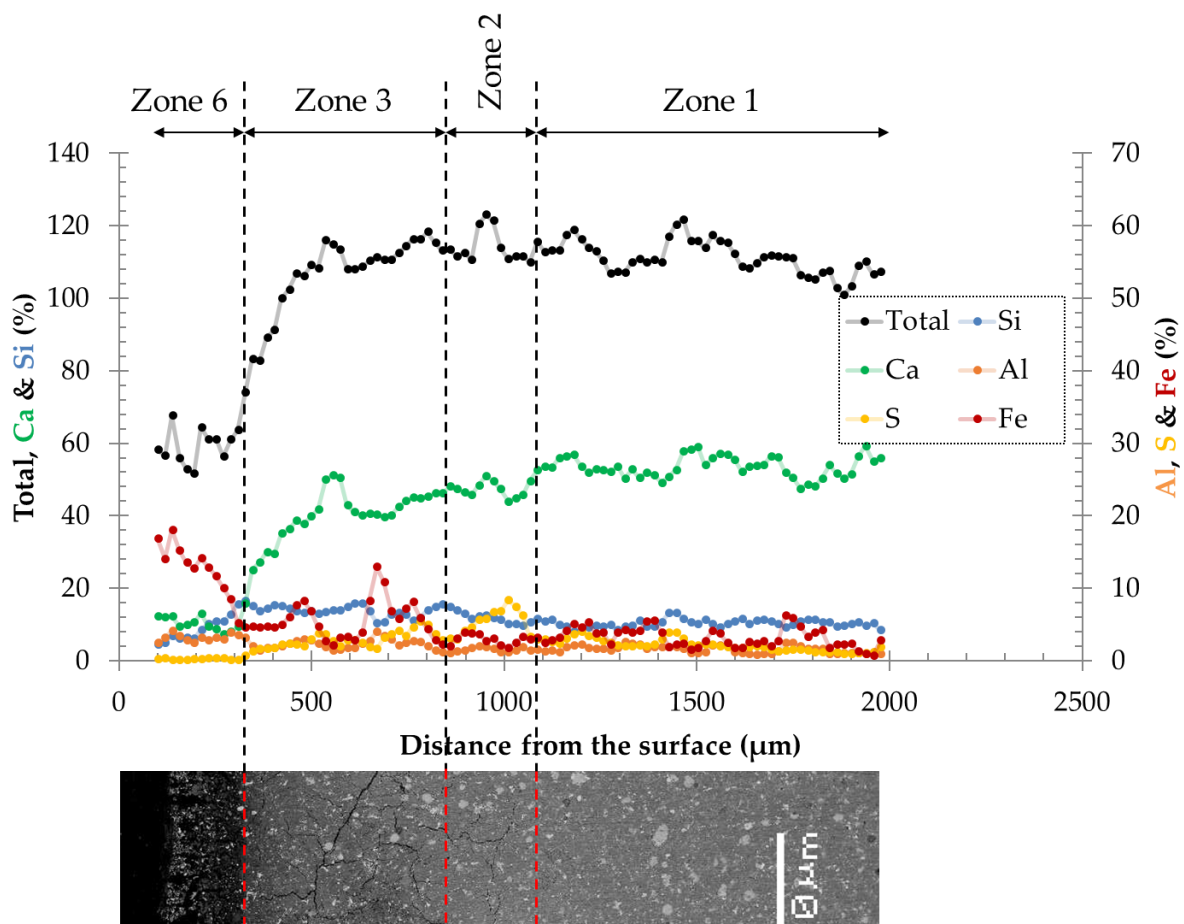 Zone 6
Zone 3
Zone 2
Zone 1
140
120
100
80
60
40
20
0
Total, Ca & Si (%)
70
60
50
40
30
20
10
0
Al, S & Fe (%)
Total
Si
Ca
Al
S
Fe
0
500
1000
1500
2000
2500
Distance from the surface (µm)